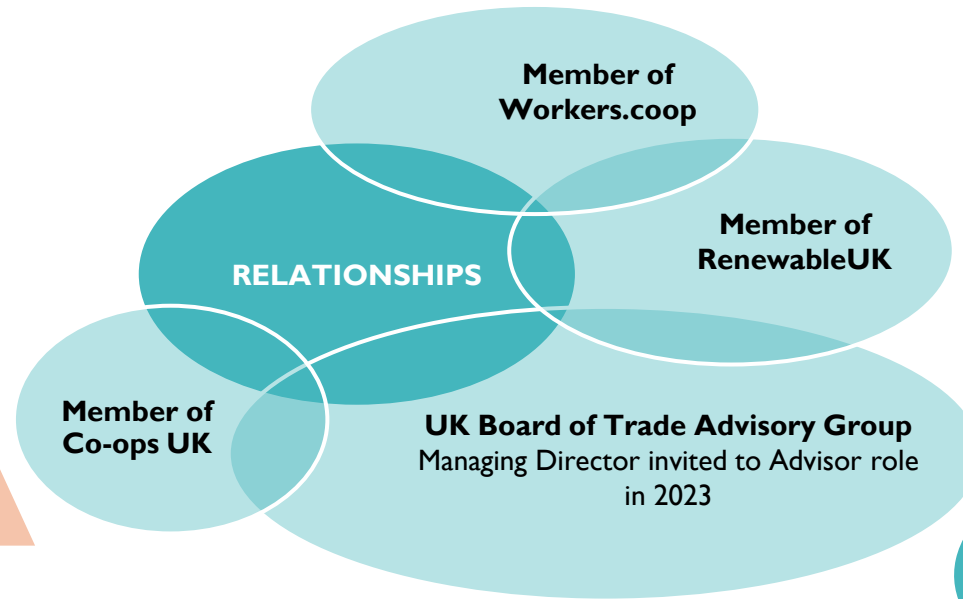 Member of
Workers.coop
Member of
RenewableUK
RELATIONSHIPS
Member of
Co-ops UK
UK Board of Trade Advisory Group
Managing Director invited to Advisor role
in 2023